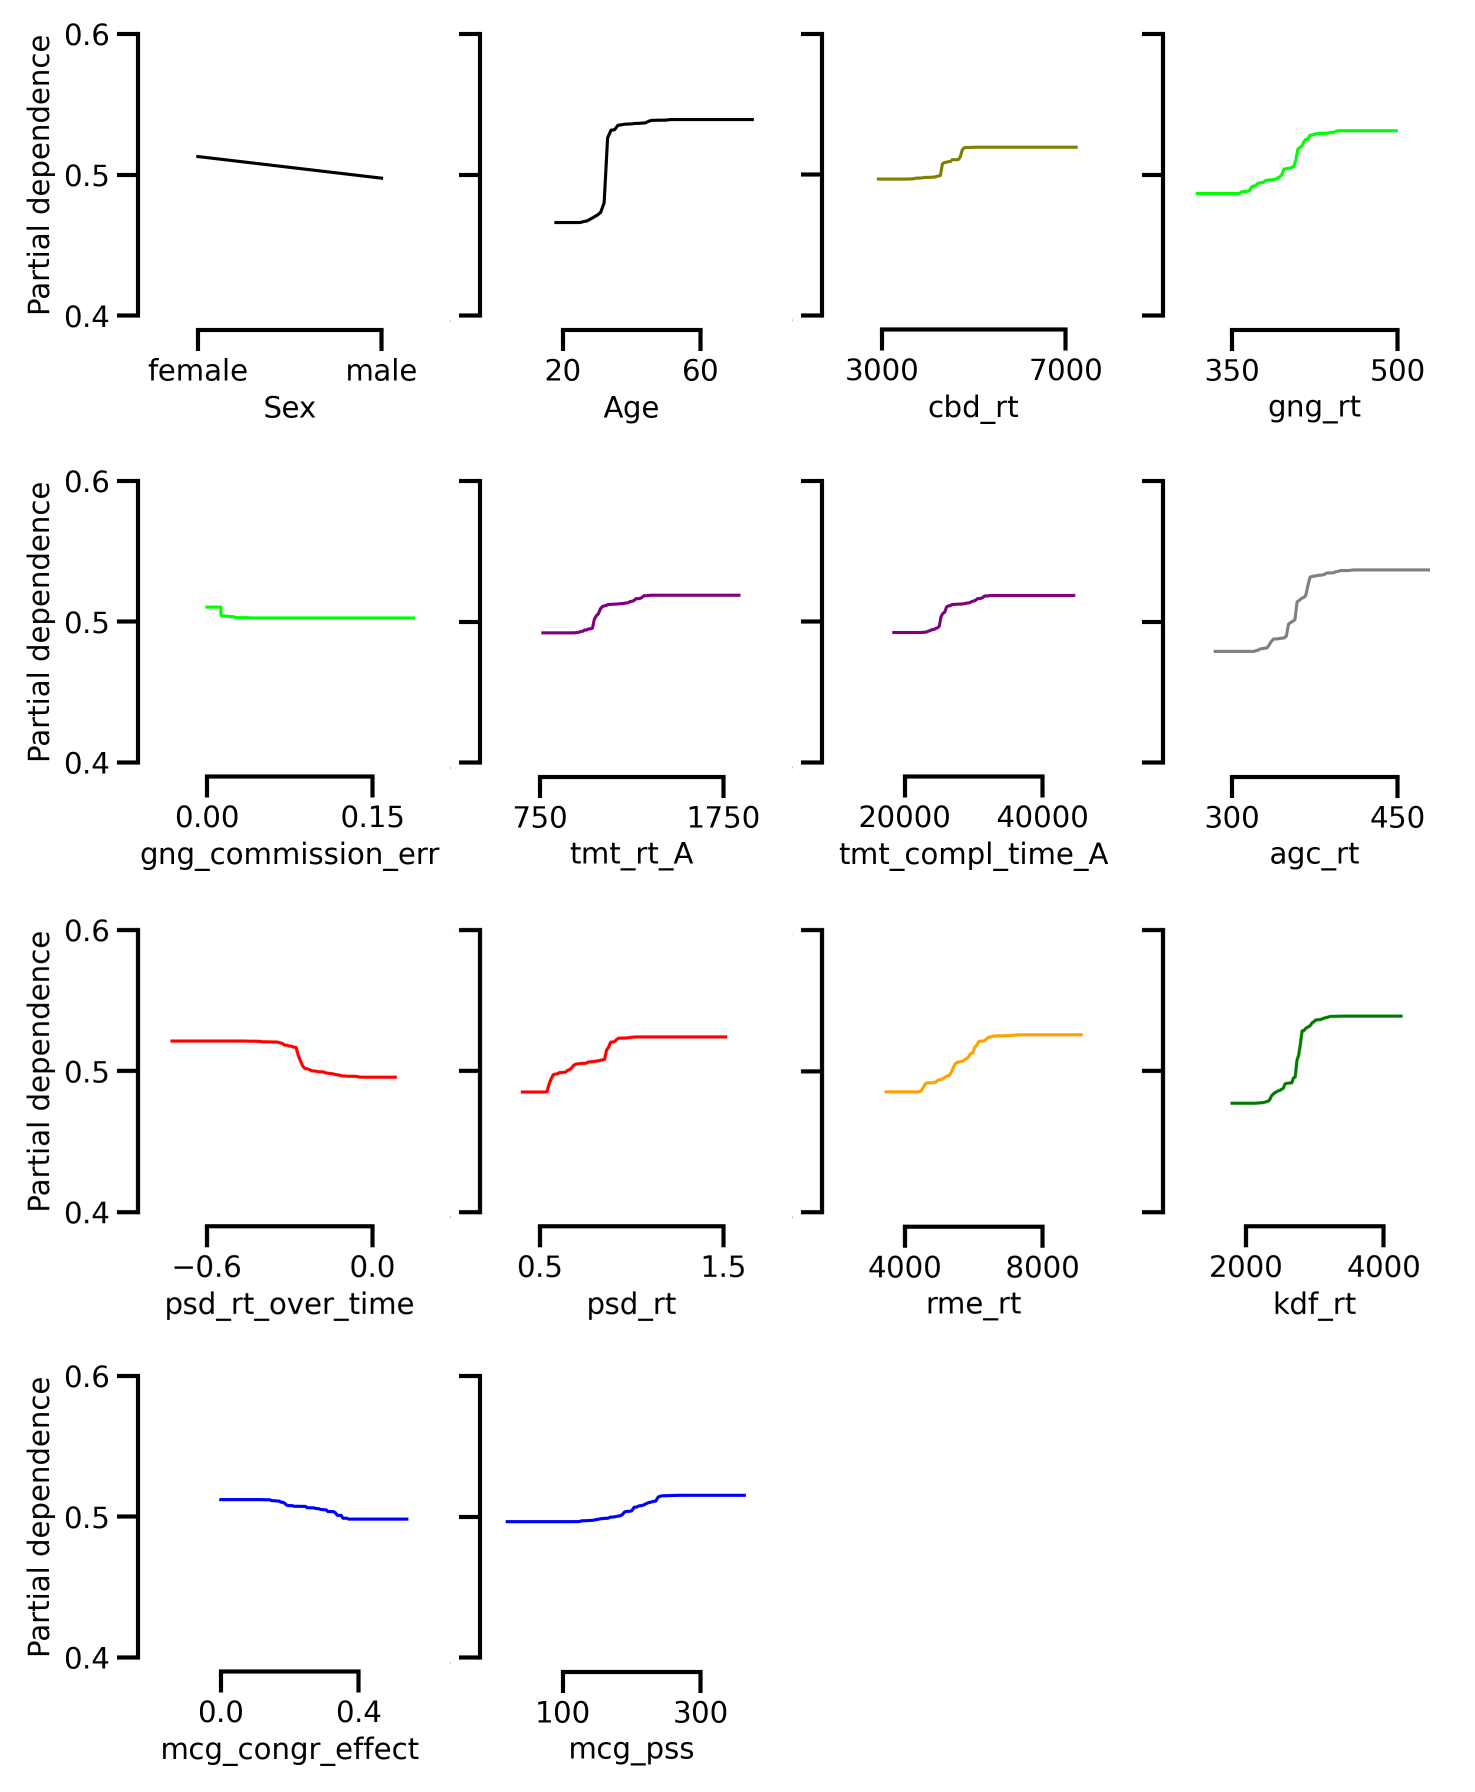 Partial dependence
0.6
0.5
0.4
female male
Sex
20 60
Age
3000 7000
cbd_rt
350 500
gng_rt
Partial dependence
0.6
0.5
0.4
0.00 0.15
gng_commission_err
750 1750
tmt_rt_A
20000 40000
tmt_compl_time_A
300 450
agc_rt
Partial dependence
0.6
0.5
0.4
−0.6 0.0
psd_rt_over_time
0.5 1.5
psd_rt
4000 8000
rme_rt
2000 4000
kdf_rt
Partial dependence
0.6
0.5
0.4
0.0 0.4
mcg_congr_effect
100 300
mcg_pss